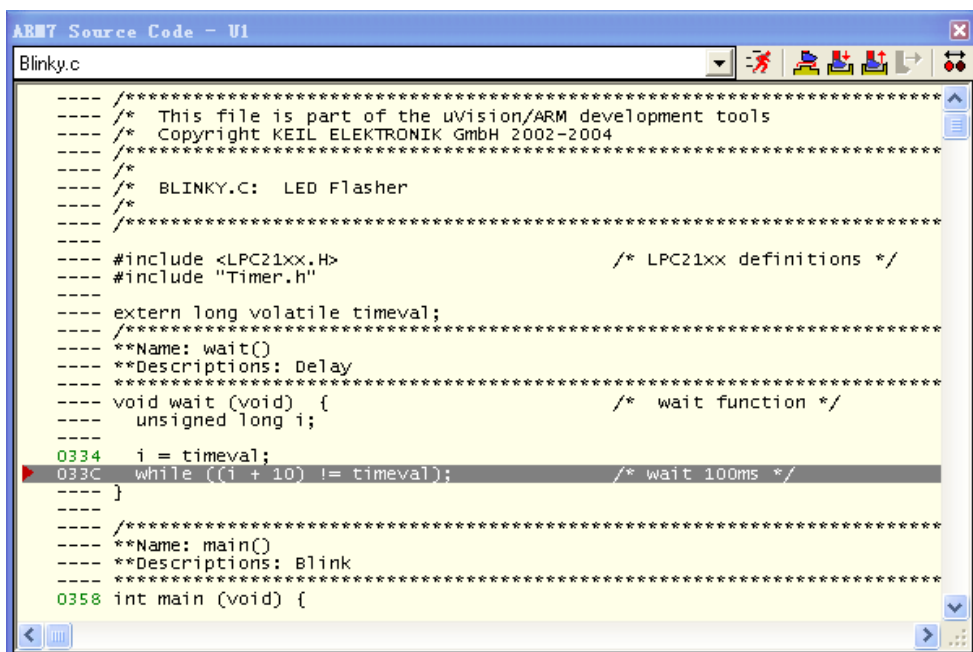 ARM7 Source Code - U1
Blinky.c
---- /*************************************************************************
---- /*  This file is part of the uVision/ARM development tools
---- /*  Copyright KEIL ELEKTRONIK GmbH 2002-2004
---- /*************************************************************************
---- /*
---- /*  BLINKY.C:  LED Flasher
---- /*
---- /*************************************************************************
----
---- #include <LPC21xx.H>                        /* LPC21xx definitions */
---- #include "Timer.h"
----
---- extern long volatile timeval;
---- /*************************************************************************
---- **Name: wait()
---- **Descriptions: Delay
---- **************************************************************************
---- void wait (void)  {                         /*  wait function */
----   unsigned long i;
----
0334   i = timeval;
033C   while ((i + 10) != timeval);              /* wait 100ms */
---- }
----
---- /*************************************************************************
---- **Name: main()
---- **Descriptions: Blink
---- **************************************************************************
0358 int main (void) {